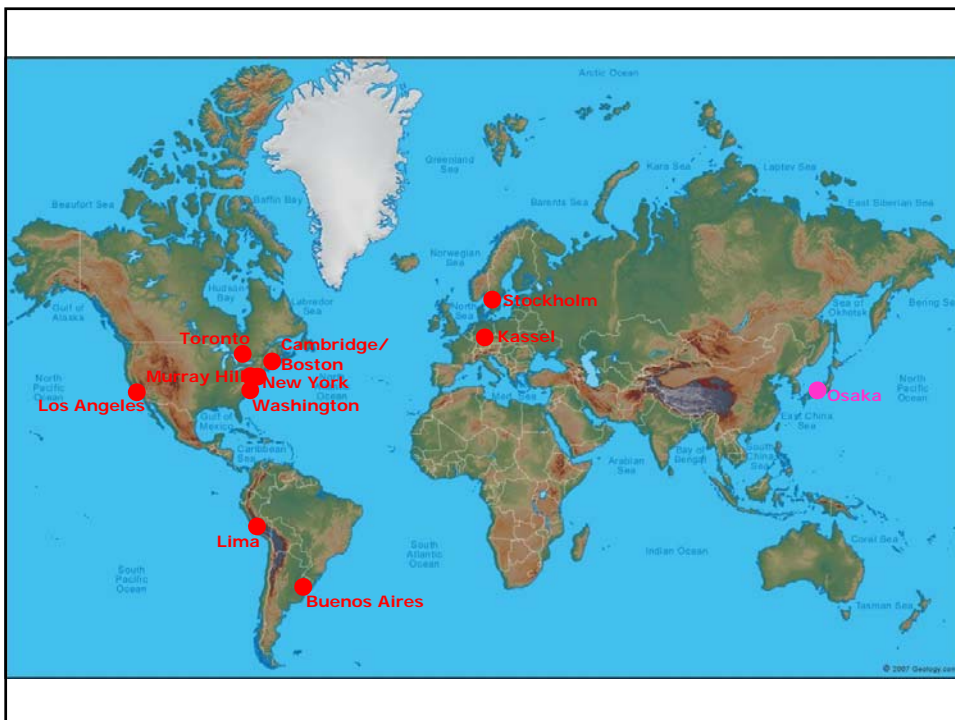 Arctic Ocean
Greenland
Sea
Kara Sea
Laptev Sea
Beaufort Sea
Baffin Bay
Barents Sea
East Siberian Sea
Norwegian
Sea
Hudson
Bay
Labrador
Sea
Gulf of
Alaska
North
Sea
Stockholm
Sea of
Okhotsk
Bering Se
Toronto
Cambridge/
Boston
Kassel
Murray Hill
New York
North
Pacific
Ocean
Los Angeles
Washington
Ocean
Med. Sea
Osaka
North
Pacific
Ocean
Gulf of
Mexico
East China
Sea
Caribbean
Sea
Arabian
Sea
Bay of
Bengal
South
China
Sea
Lima
South
Atlantic
Ocean
Indian Ocean
Coral Sea
South
Pacific
Ocean
Buenos Aires
Tasman Sea
© 2007 Geology.com